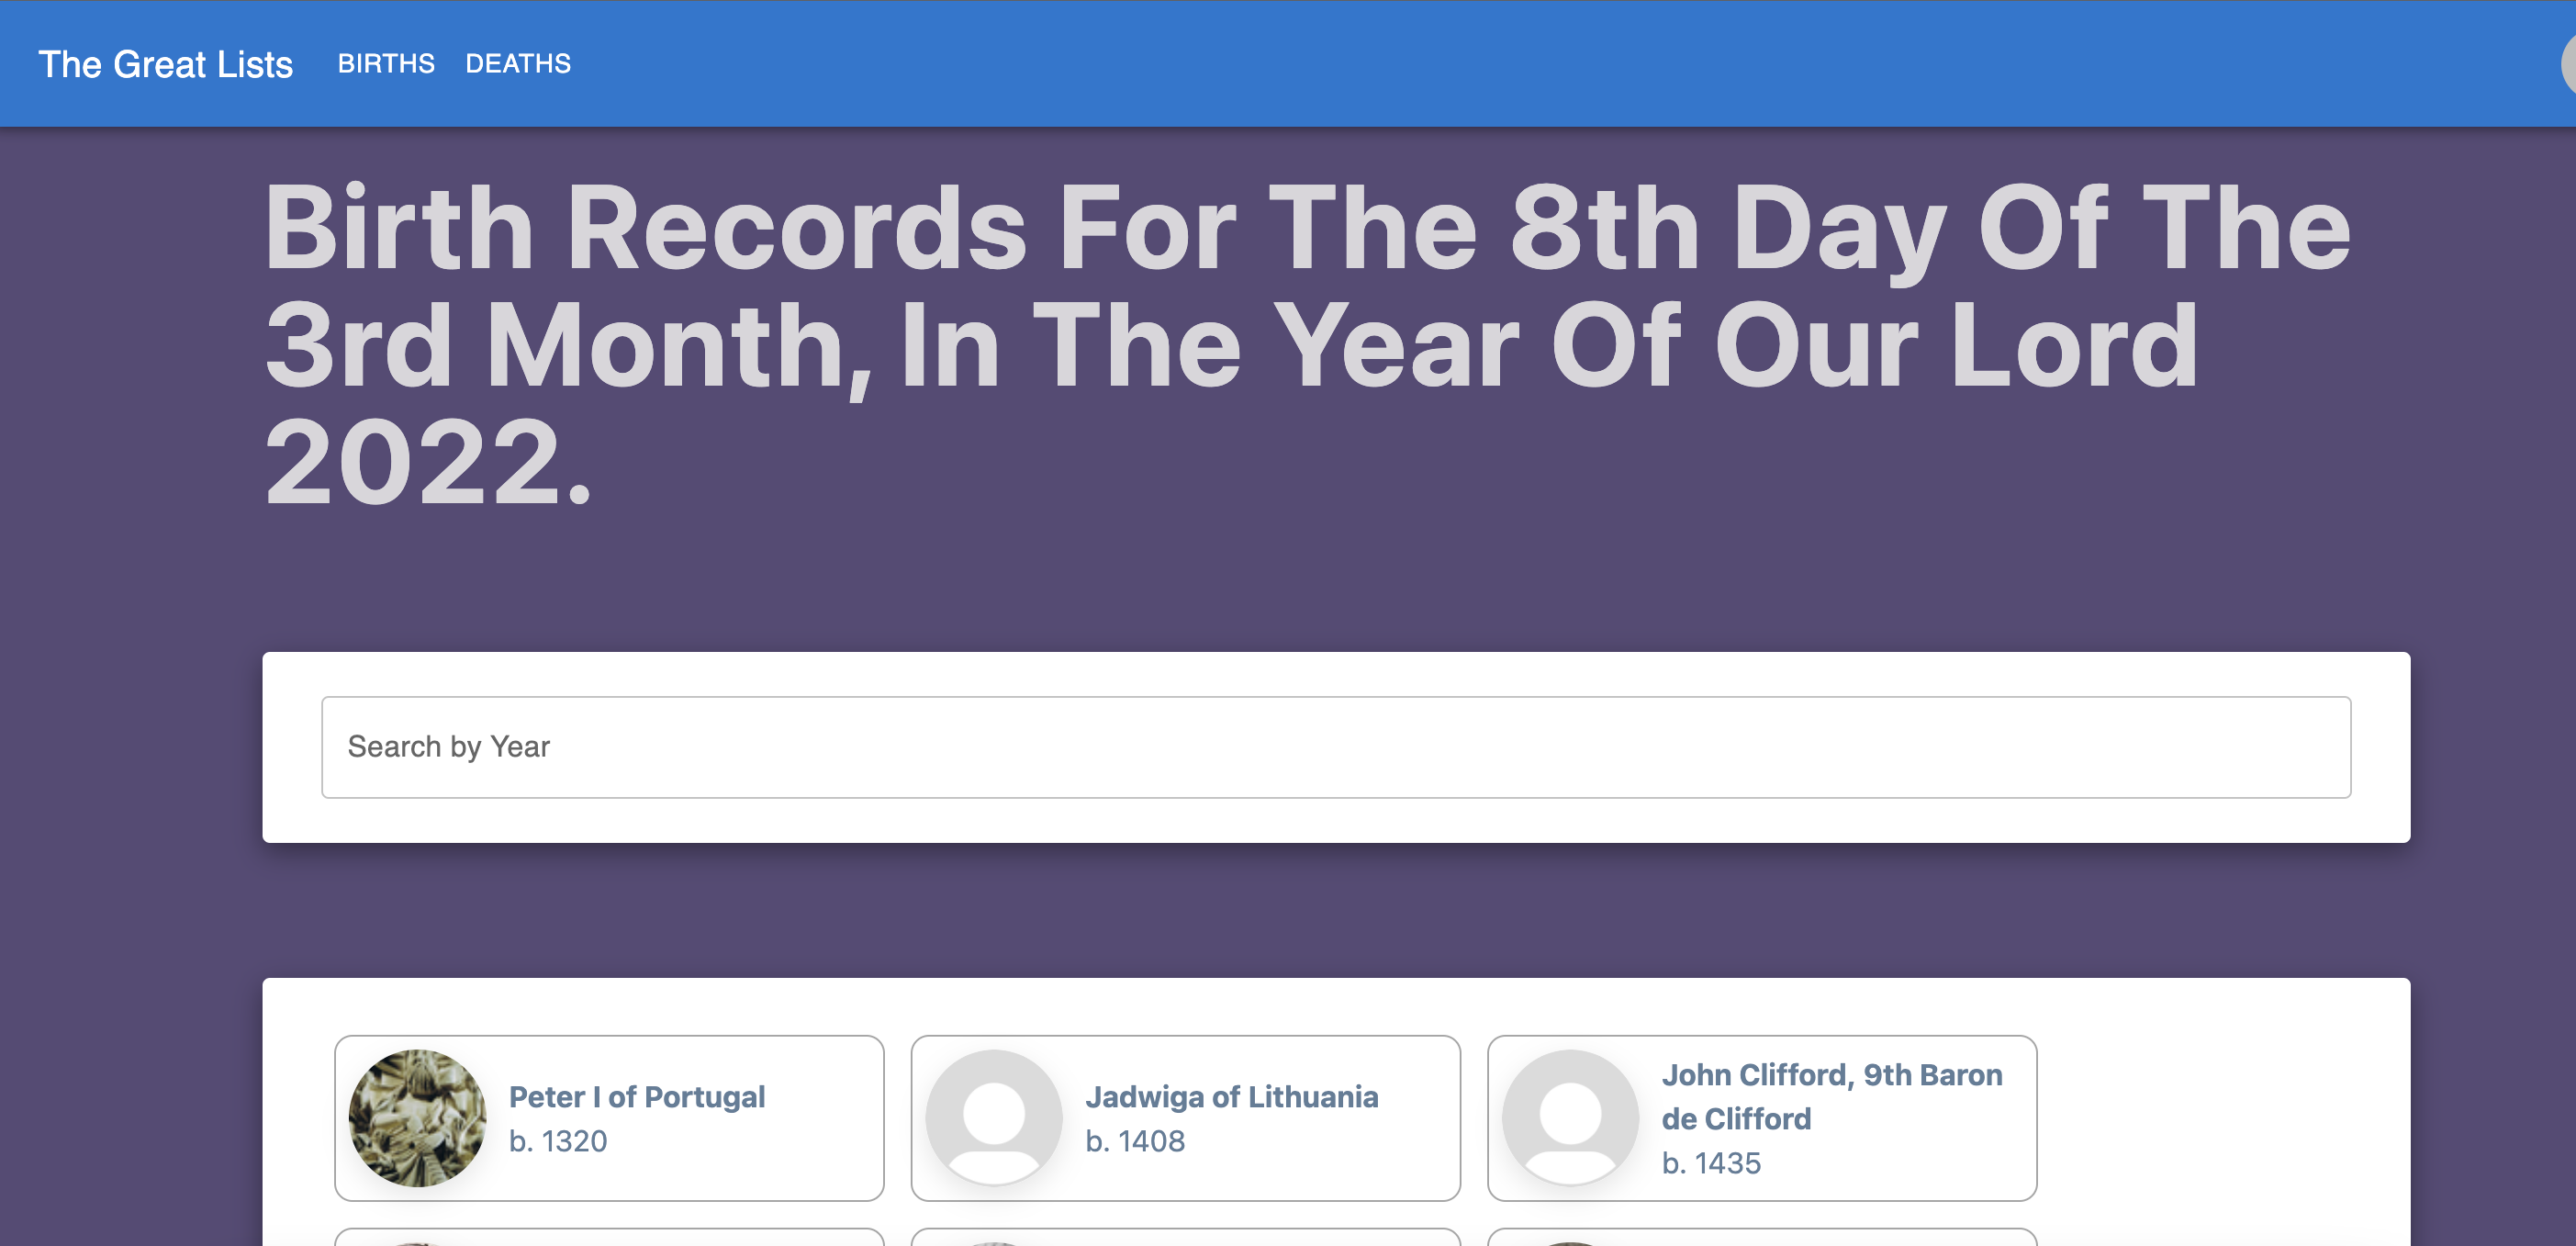 The Great Lists BIRTHS DEATHS
Birth Records For The 8th Day Of The
3rd Month, In The Year Of Our Lord
2022.
Search by Year
Peter I of Portugal
b. 1320
Jadwiga of Lithuania
b. 1408
John Clifford, 9th Baron
de Clifford
b. 1435